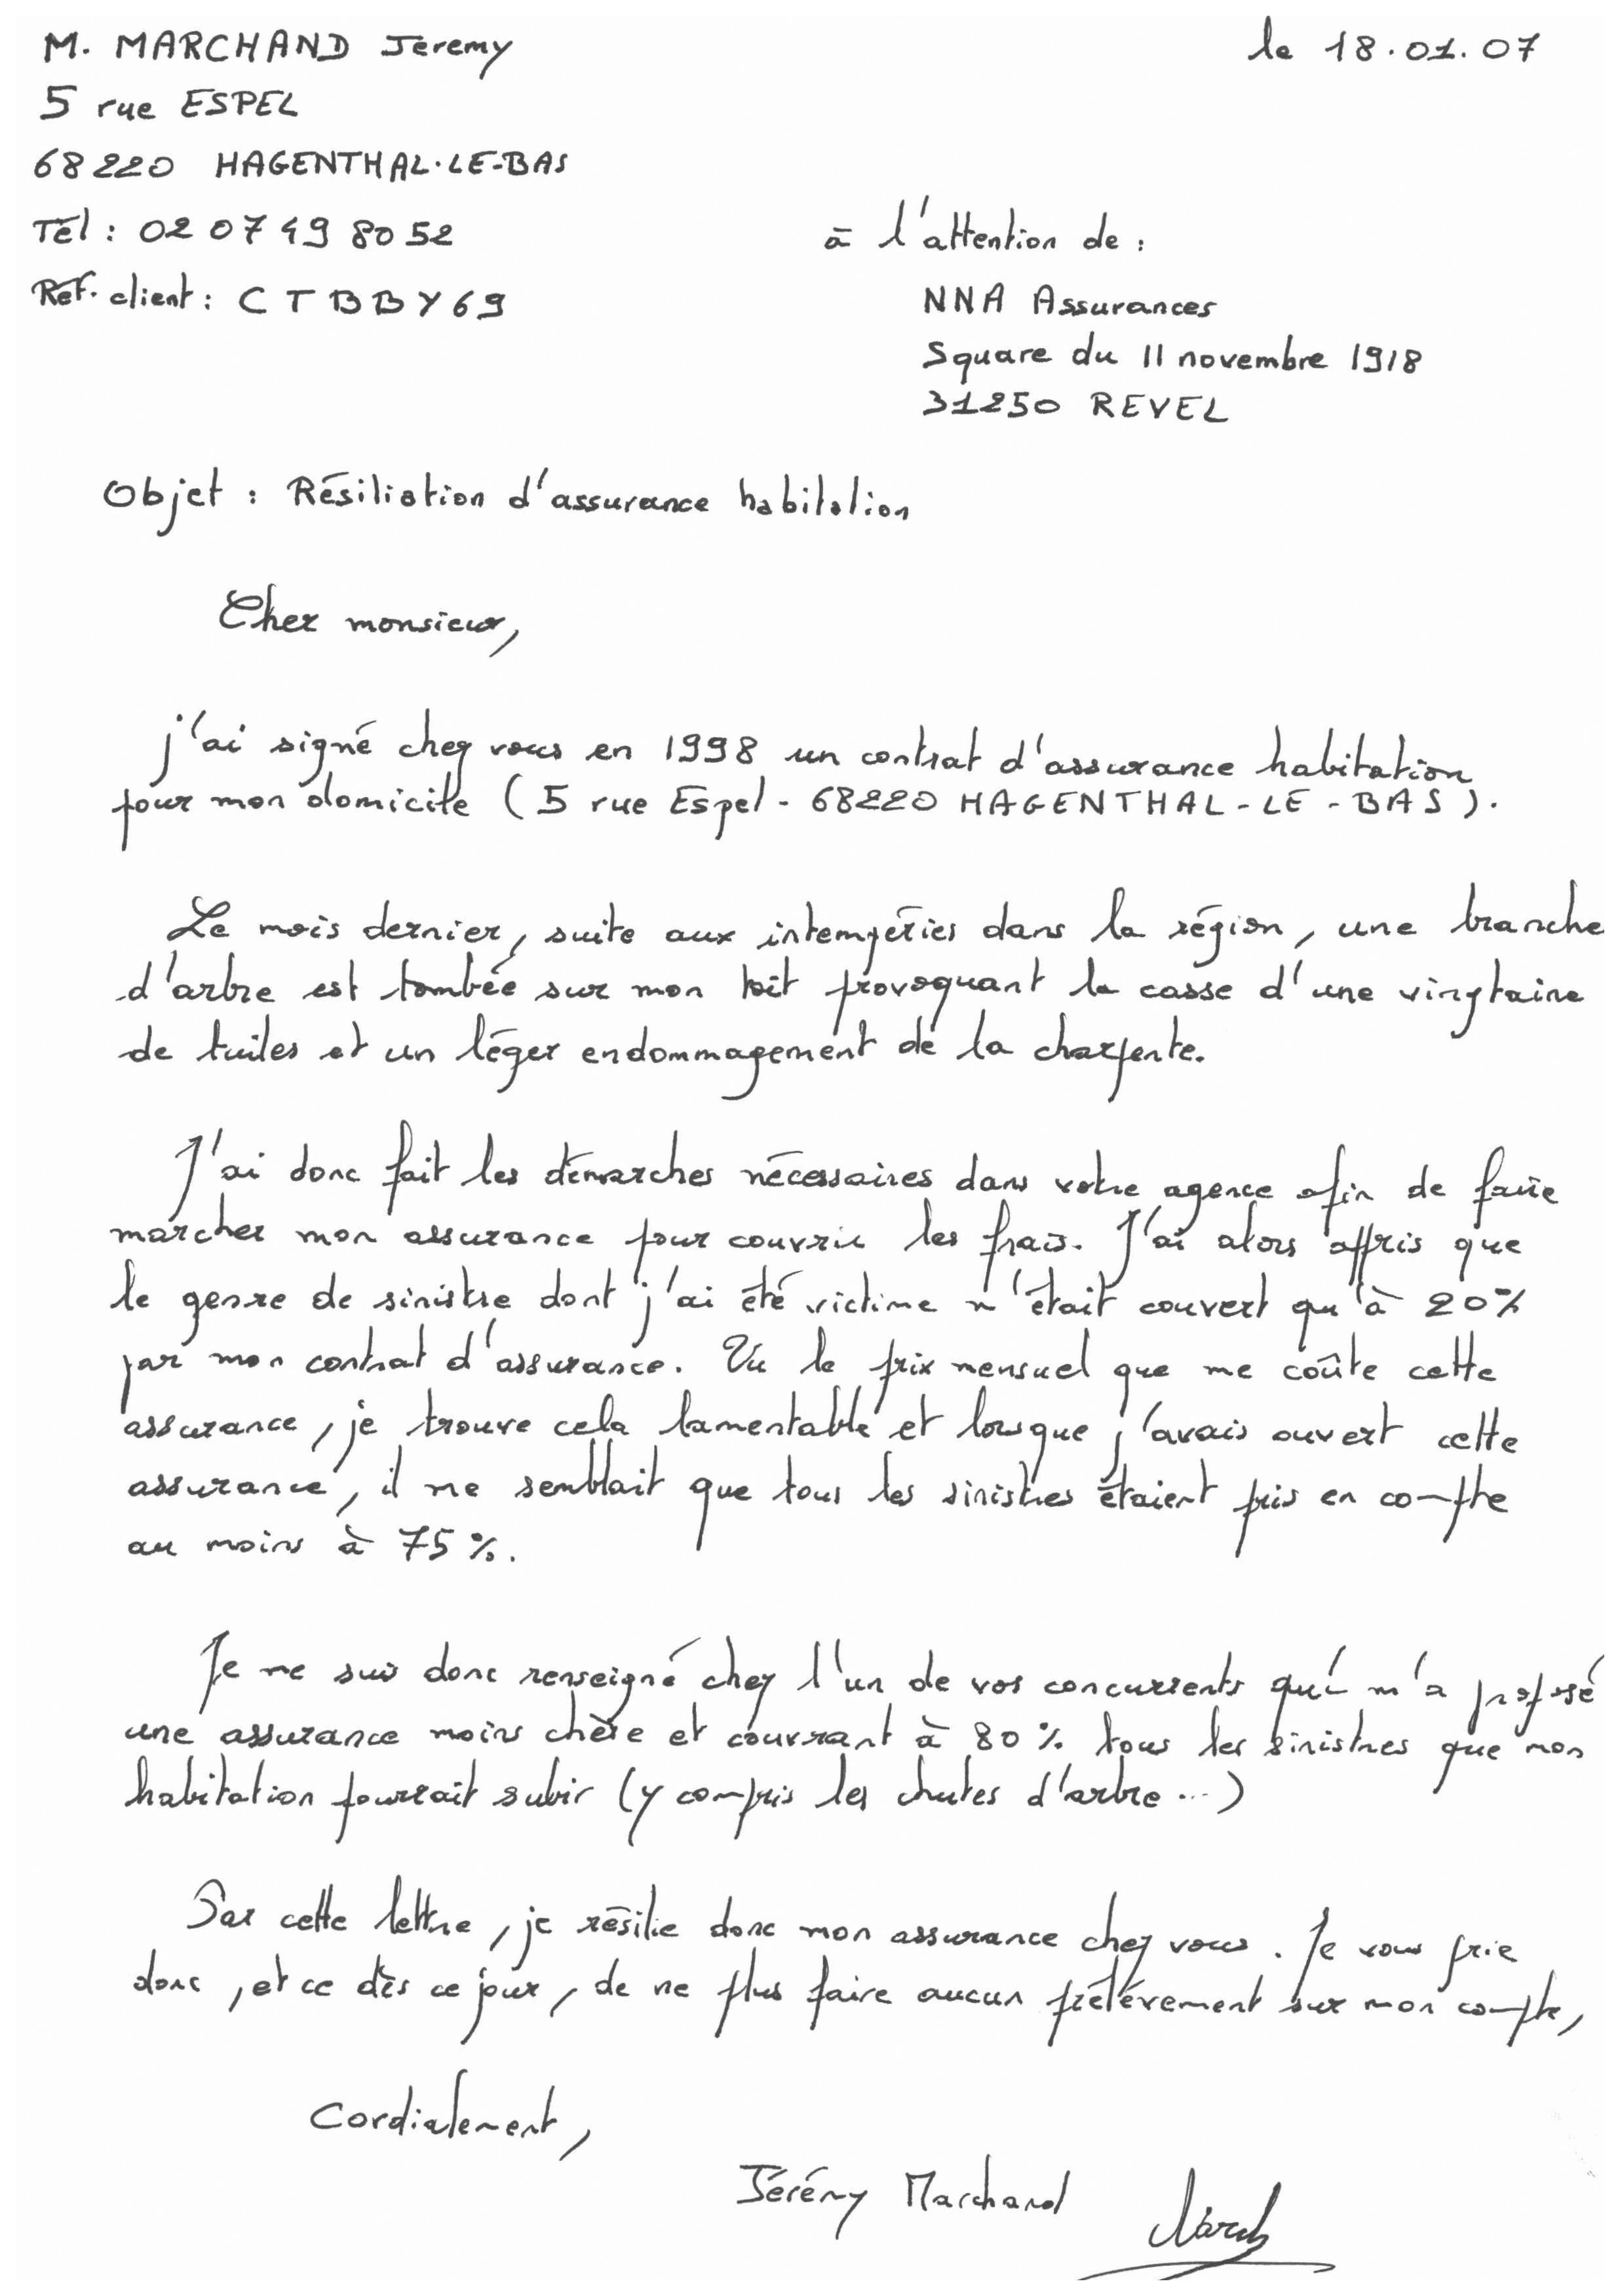 M. MARCHAND Jeremy
le 18.01.07
5 rue ESPEL
68220 HAGENTHAL-LE-BAS
Tél : 02 07 49 80 52
Réf. client : CTBBY69
à l'attention de :
NNA Assurances
Square du 11 novembre 1918
31250 REVEL
Objet : Résiliation d'assurance habitation
Cher monsieur,
j'ai signé chez vous en 1998 un contrat d'assurance habitation
pour mon domicile (5 rue Espel - 68220 HAGENTHAL-LE-BAS).
Le mois dernier, suite aux intempéries dans la région, une branche
d'arbre est tombée sur mon toit provoquant la casse d'une vingtaine
de tuiles et un léger endommagement de la charpente.
J'ai donc fait les démarches nécessaires dans votre agence afin de faire
marcher mon assurance pour couvrir les frais. J'ai alors appris que
le genre de sinistre dont j'ai été victime n'était couvert qu'à 20%
par mon contrat d'assurance. Vu le prix mensuel que me coûte cette
assurance, je trouve cela lamentable et lorsque j'avais ouvert cette
assurance, il me semblait que tous les sinistres étaient pris en compte
au moins à 75%.
Je me suis donc renseigné chez l'un de vos concurrents qui m'a proposé
une assurance moins chère et couvrant à 80% tous les sinistres que mon
habitation pourrait subir (y compris les chutes d'arbre...)
Par cette lettre, je résilie donc mon assurance chez vous. Je vous prie
donc, et ce dès ce jour, de ne plus faire aucun prélèvement sur mon compte,
Cordialement,
Jérémy Marchand